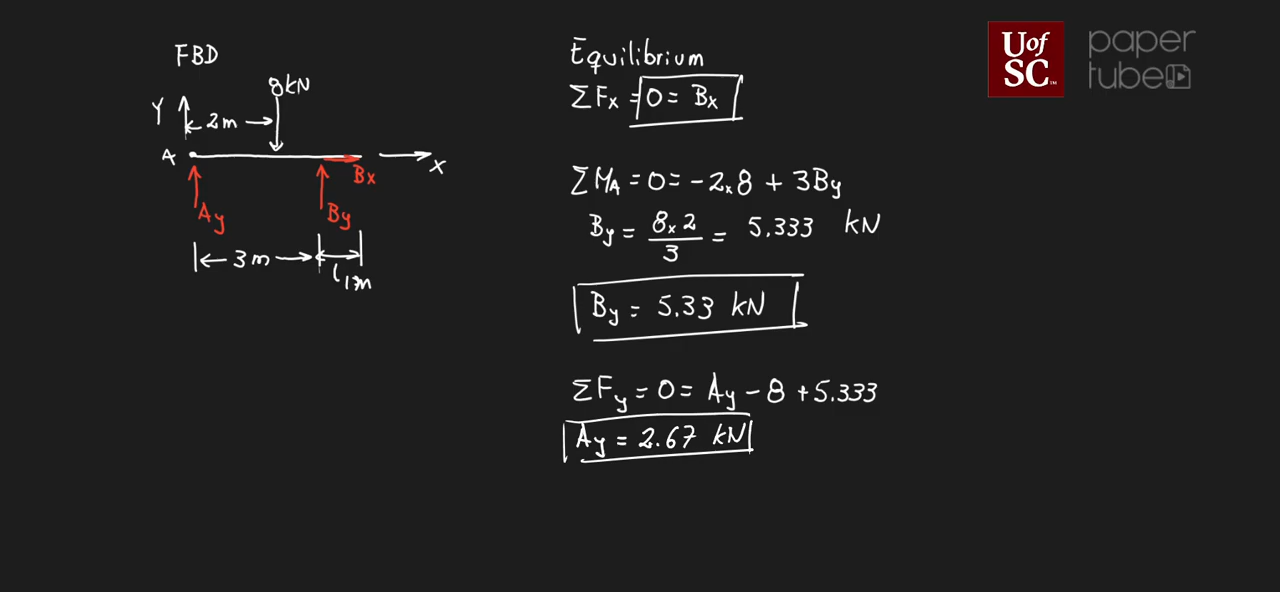 FBD
8kN
Y
2m
A
X
Bx
Ay
By
3m
1m
Equilibrium
ΣFx = 0 = Bx
ΣMA = 0 = -2x8 + 3By
By = 8x2/3 = 5.333 kN
By = 5.33 kN
ΣFy = 0 = Ay - 8 + 5.333
Ay = 2.67 kN
U of
SC™
paper
tube